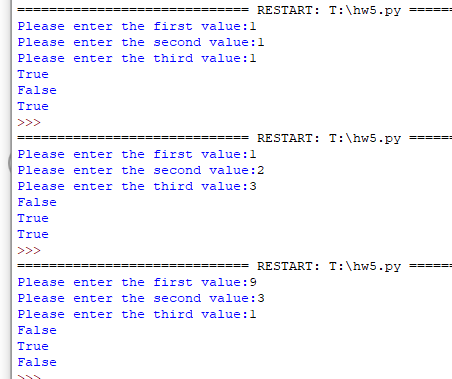 ============================= RESTART: T:\hw5.py =====
Please enter the first value:1
Please enter the second value:1
Please enter the third value:1
True
False
True
>>>
============================= RESTART: T:\hw5.py =====
Please enter the first value:1
Please enter the second value:2
Please enter the third value:3
False
True
True
>>>
============================= RESTART: T:\hw5.py =====
Please enter the first value:9
Please enter the second value:3
Please enter the third value:1
False
True
False
>>>